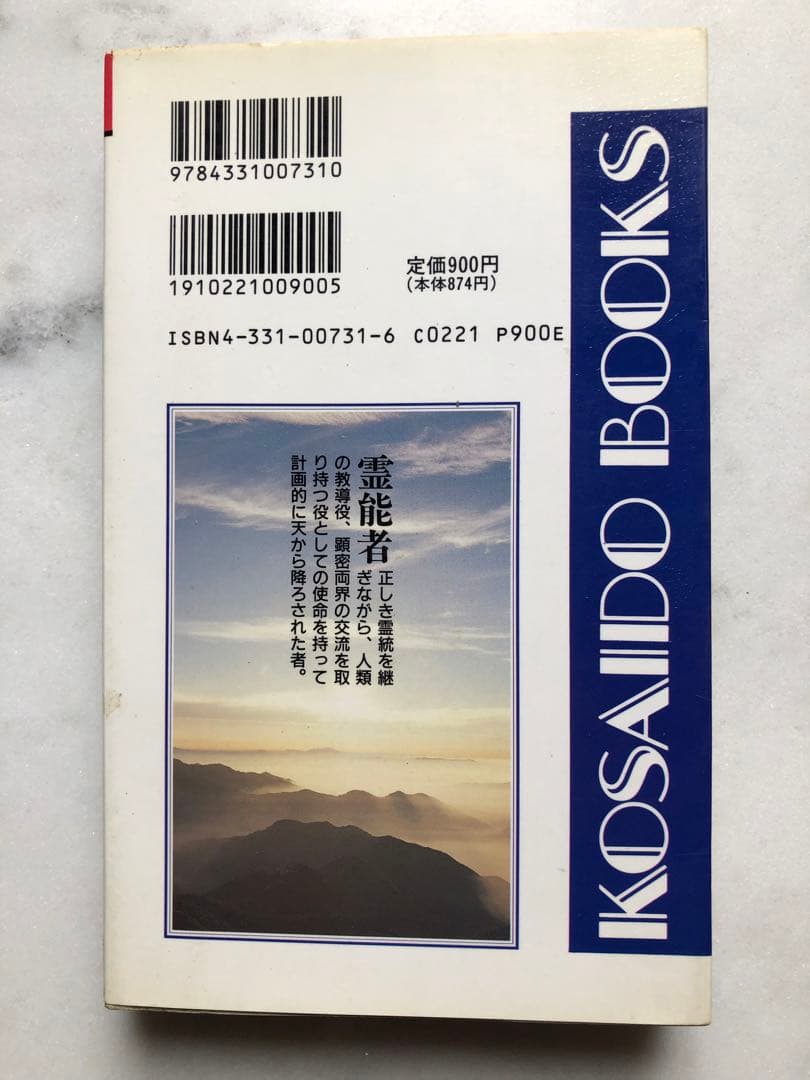 9784331007310
1910221009005
定価900円
(本体874円)
ISBN4-331-00731-6 C0221 P900E
霊能者
正しき霊統を継
ぎながら、人類
の教導役、顕密両界の交流を取
り持つ役としての使命を持って
計画的に天から降ろされた者。
KOSAIDO BOOKS